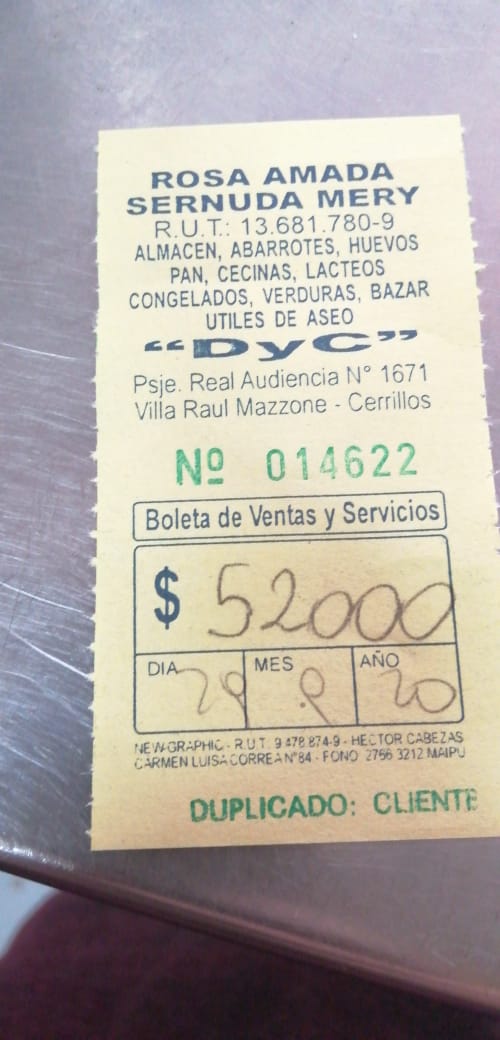 ROSA AMADA
SERNUDA MERY
R.U.T.: 13.681.780-9
ALMACEN, ABARROTES, HUEVOS
PAN, CECINAS, LACTEOS
CONGELADOS, VERDURAS, BAZAR
UTILES DE ASEO
"DyC"
Psje. Real Audiencia N° 1671
Villa Raul Mazzone - Cerrillos
Nº 014622
Boleta de Ventas y Servicios
$ 52000
DIA MES AÑO
29 9 20
NEW GRAPHIC - R.U.T. 9.478.874-9 - HECTOR CABEZAS
CARMEN LUISA CORREA N°84 - FONO 2766 3212 MAIPU
DUPLICADO: CLIENTE